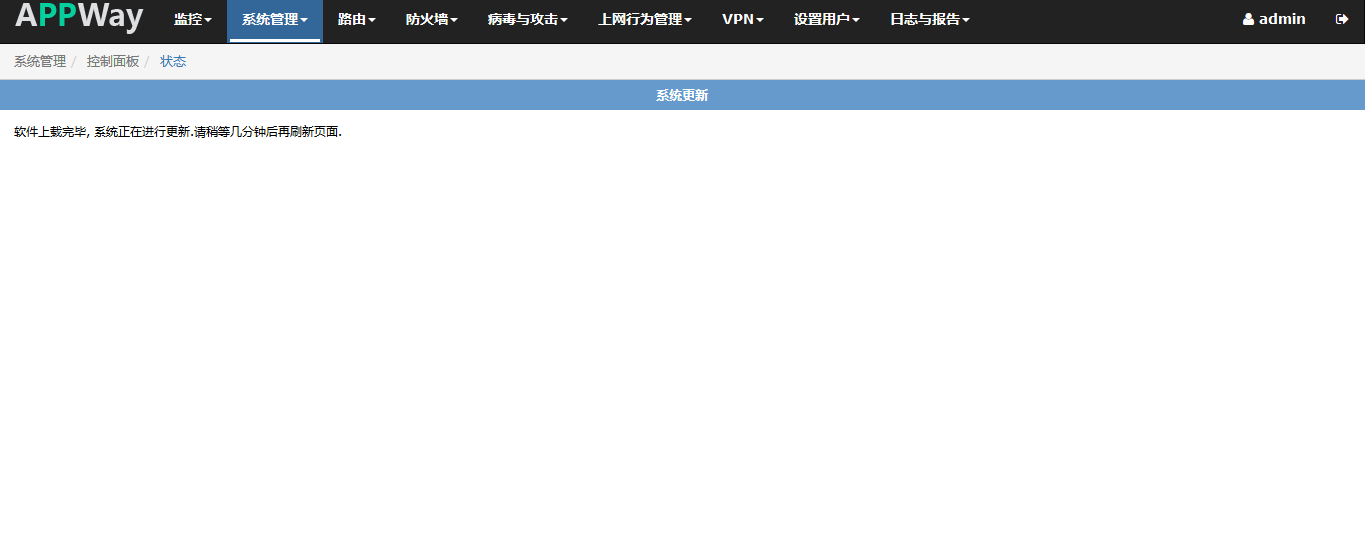 APPWay 监控 系统管理 路由 防火墙 病毒与攻击 上网行为管理 VPN 设置用户 日志与报告 admin
系统管理 / 控制面板 / 状态
系统更新
软件上载完毕, 系统正在进行更新.请稍等几分钟后再刷新页面.